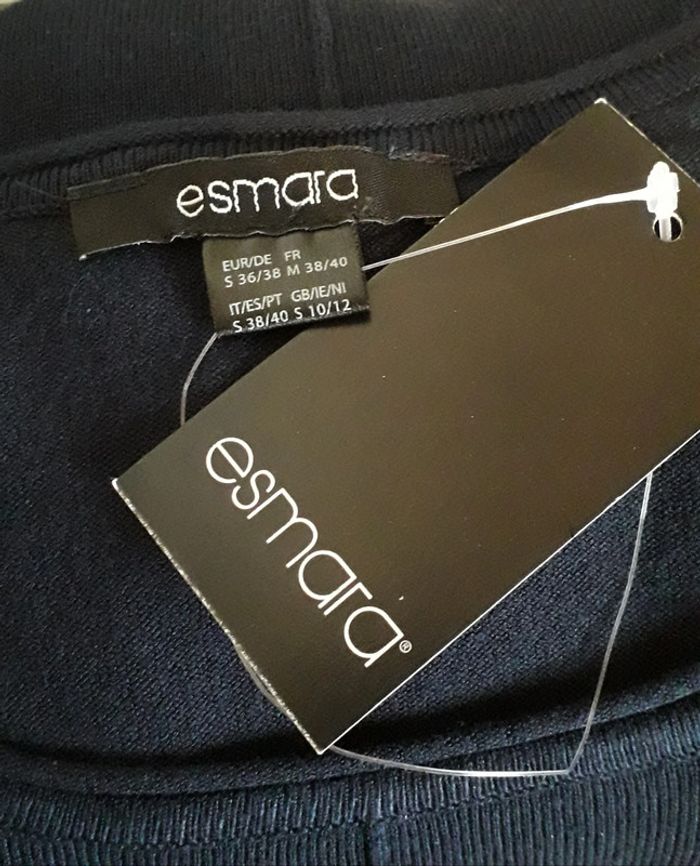 esmara
EUR/DE FR
S 36/38 M 38/40
IT/ES/PT GB/IE/NI
S 38/40 S 10/12
esmara®